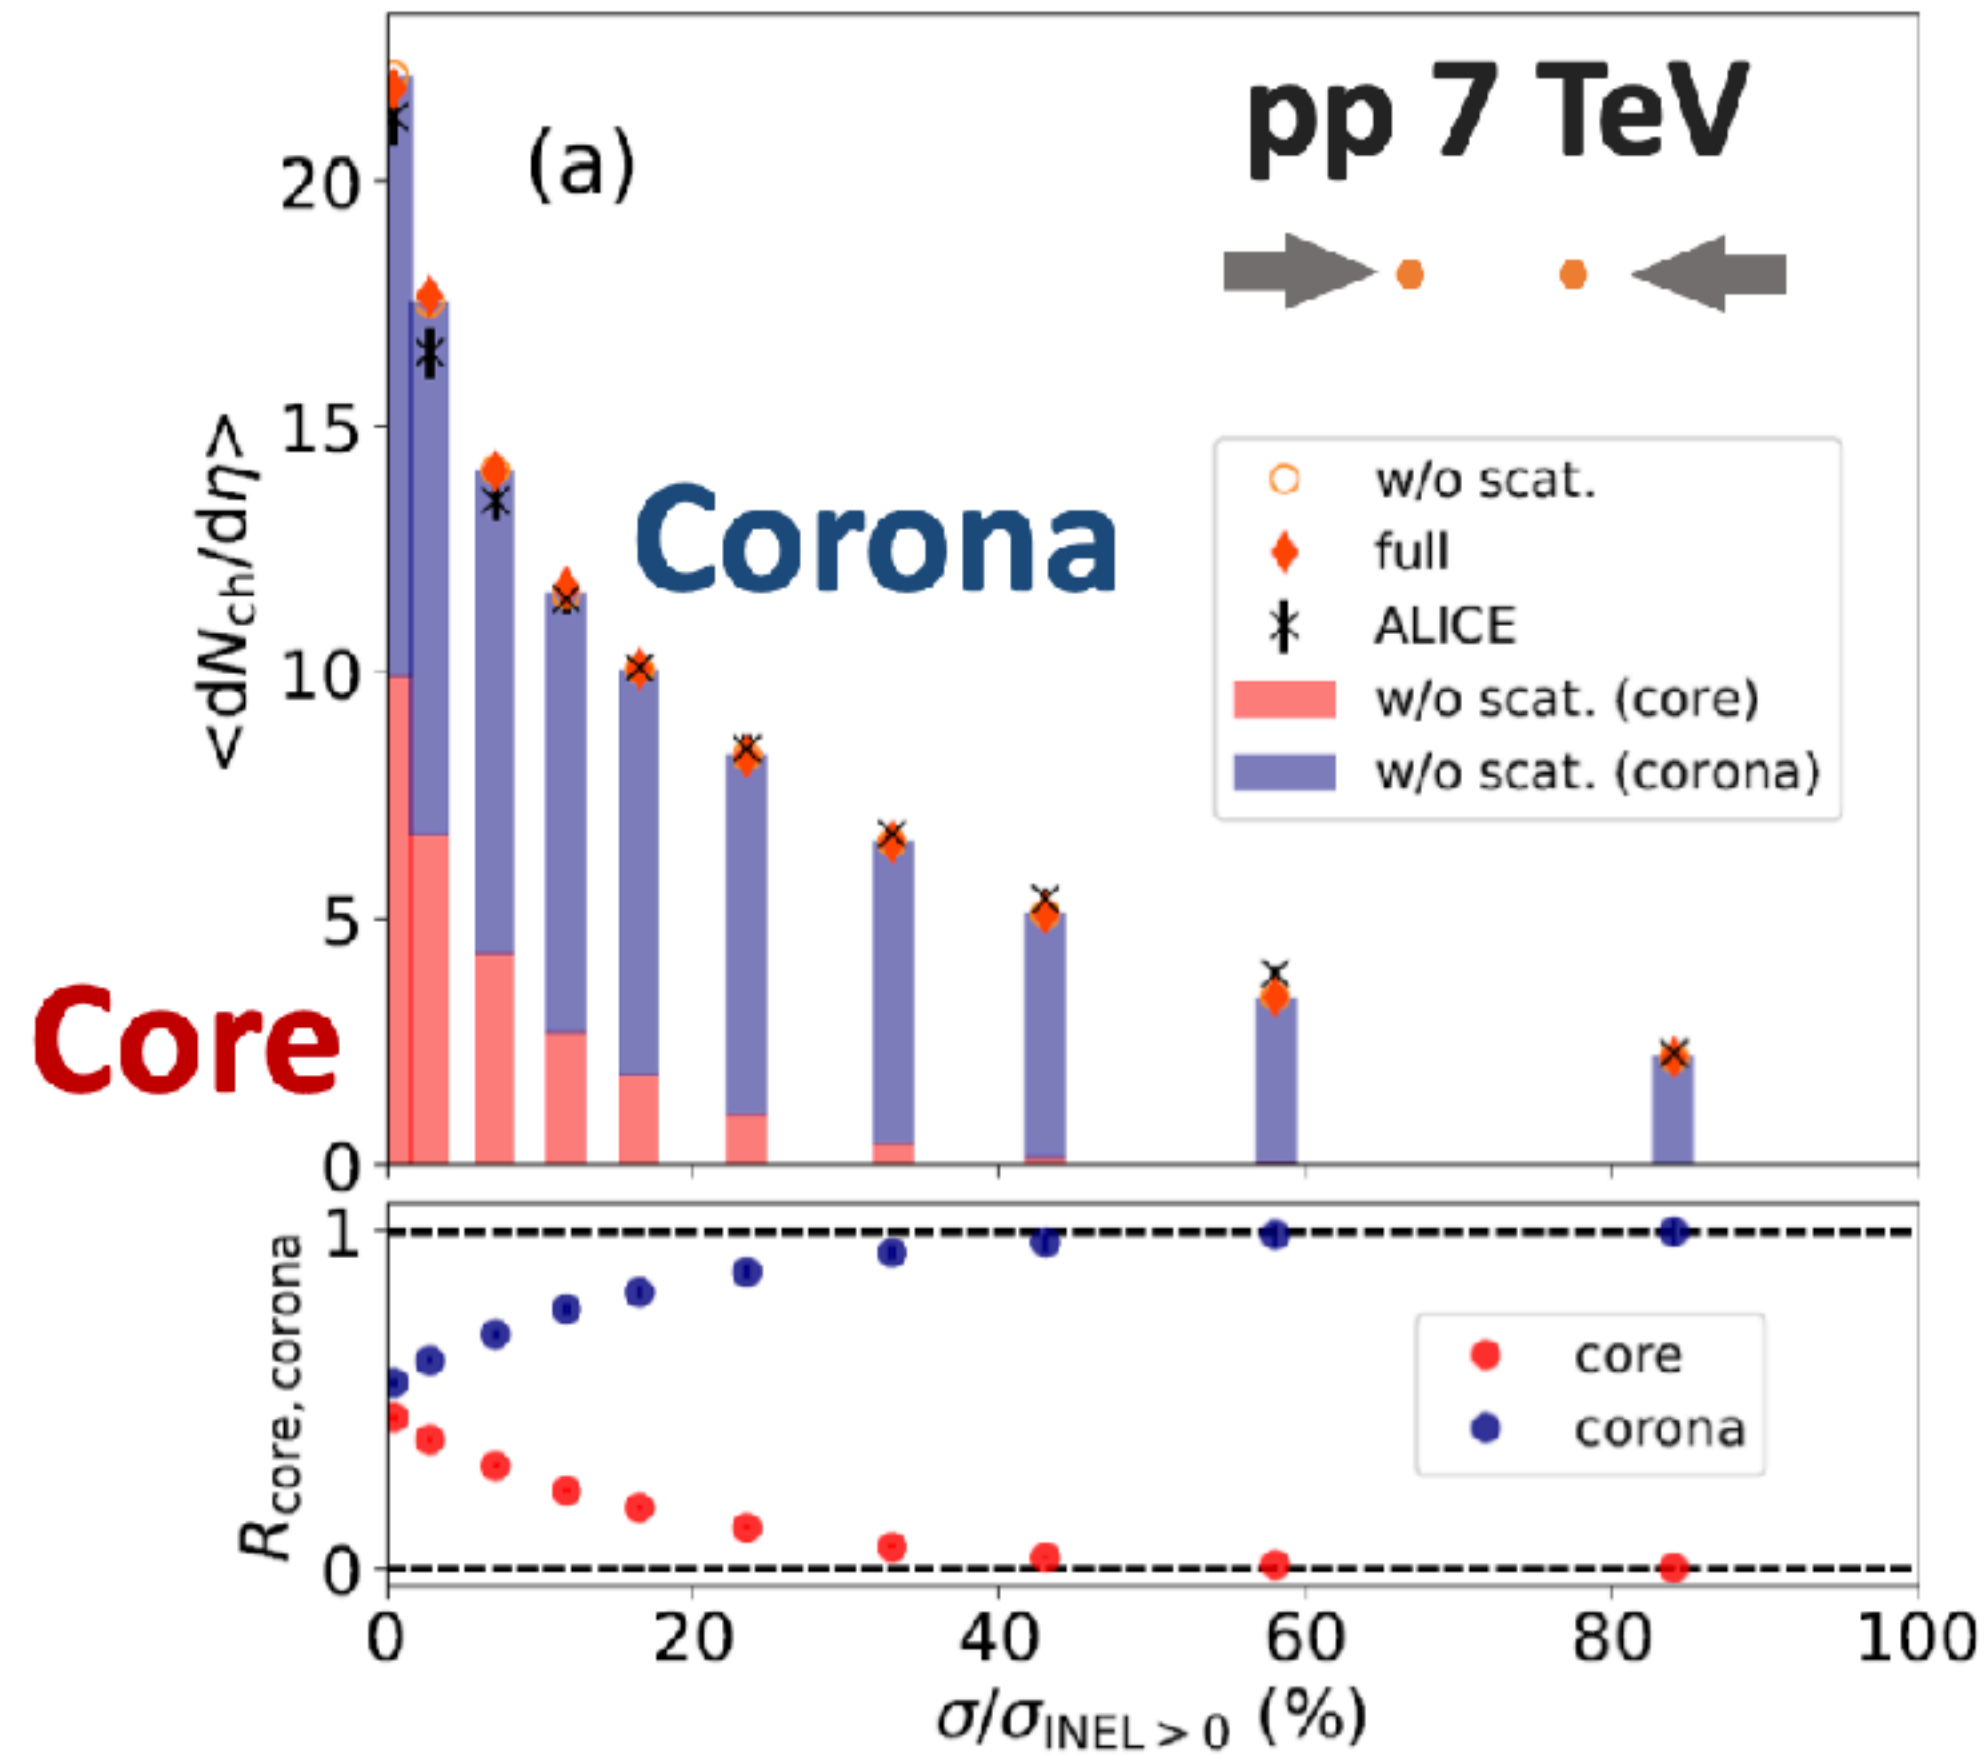 pp 7 TeV
(a)
20
15
10
5
0
<dN_ch/dη>
Corona
Core
w/o scat.
full
ALICE
w/o scat. (core)
w/o scat. (corona)
1
0
R_core, corona
core
corona
0 20 40 60 80 100
σ/σ_INEL > 0 (%)